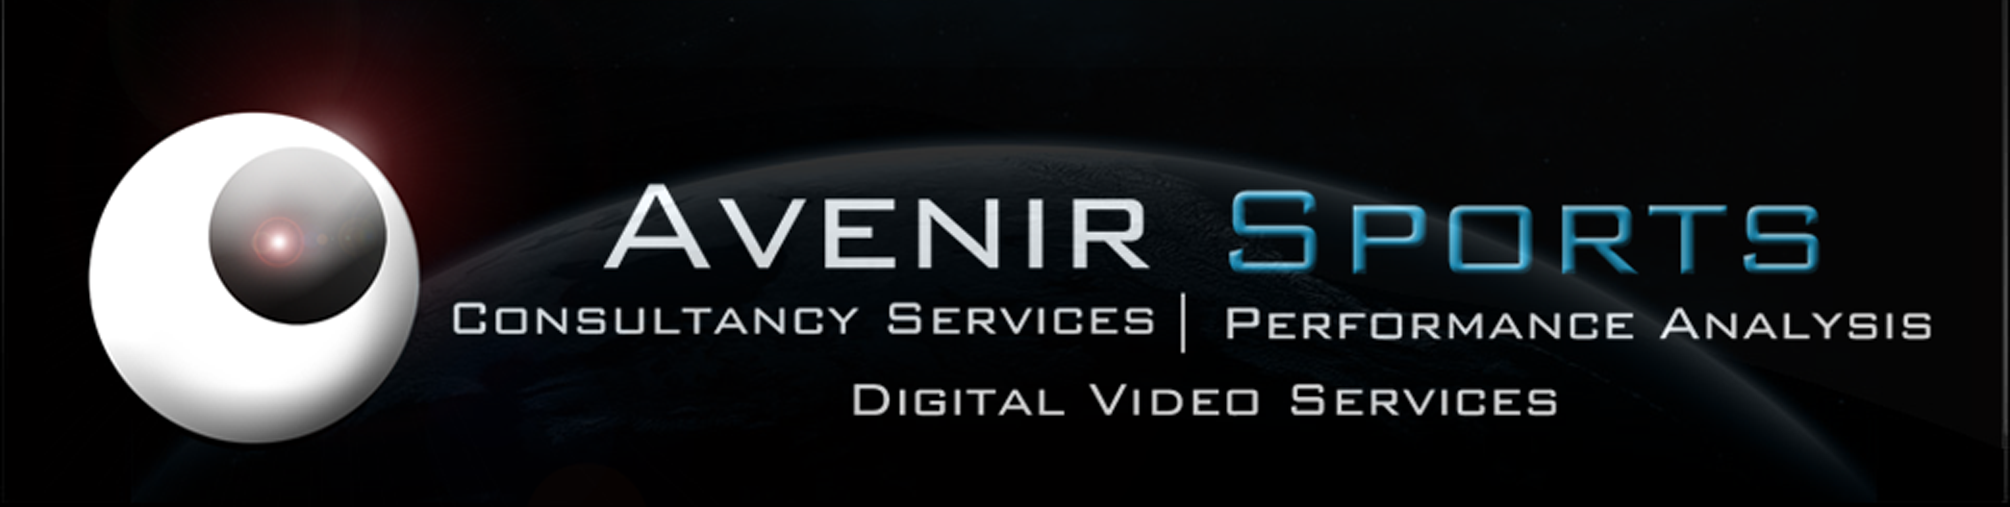 Avenir Sports
Consultancy Services | Performance Analysis
Digital Video Services